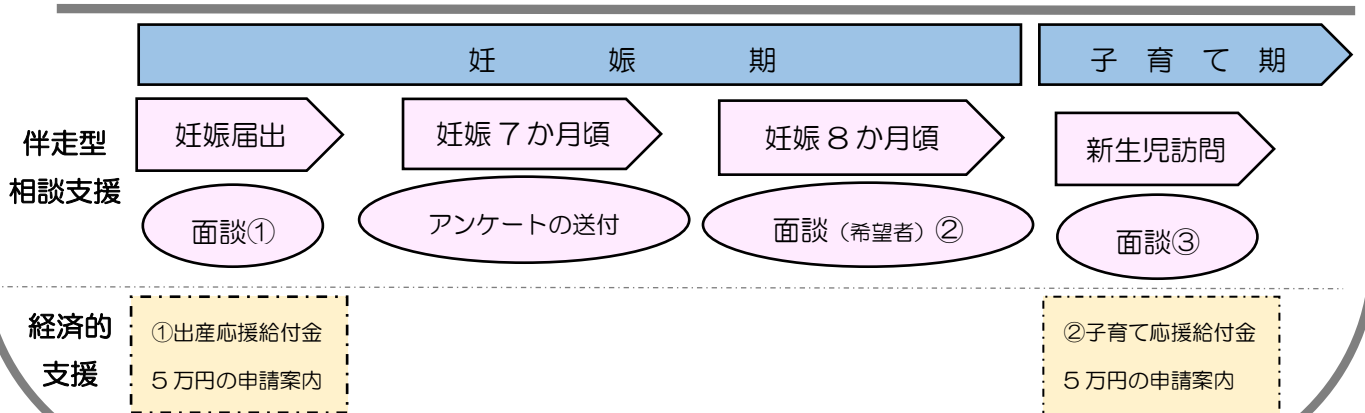 妊娠期
子育て期
伴走型
相談支援
妊娠届出
妊娠７か月頃
妊娠８か月頃
新生児訪問
面談①
アンケートの送付
面談（希望者）②
面談③
経済的
支援
①出産応援給付金
５万円の申請案内
②子育て応援給付金
５万円の申請案内